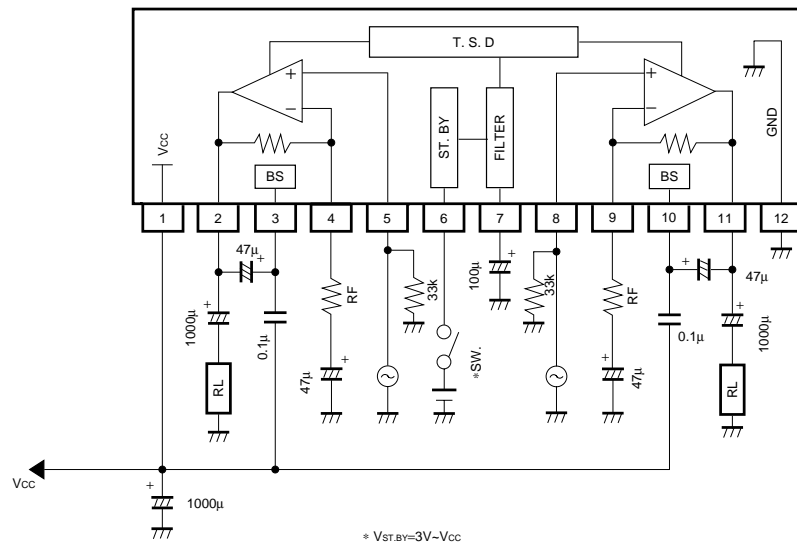 T. S. D
VCC
ST. BY
FILTER
GND
BS
BS
1
2
3
4
5
6
7
8
9
10
11
12
47μ
+
+
47μ
1000μ
+
0.1μ
RF
33k
100μ
+
33k
RF
0.1μ
+
1000μ
*SW.
RL
47μ
+
+
47μ
RL
VCC
+
1000μ
* VST.BY=3V~VCC